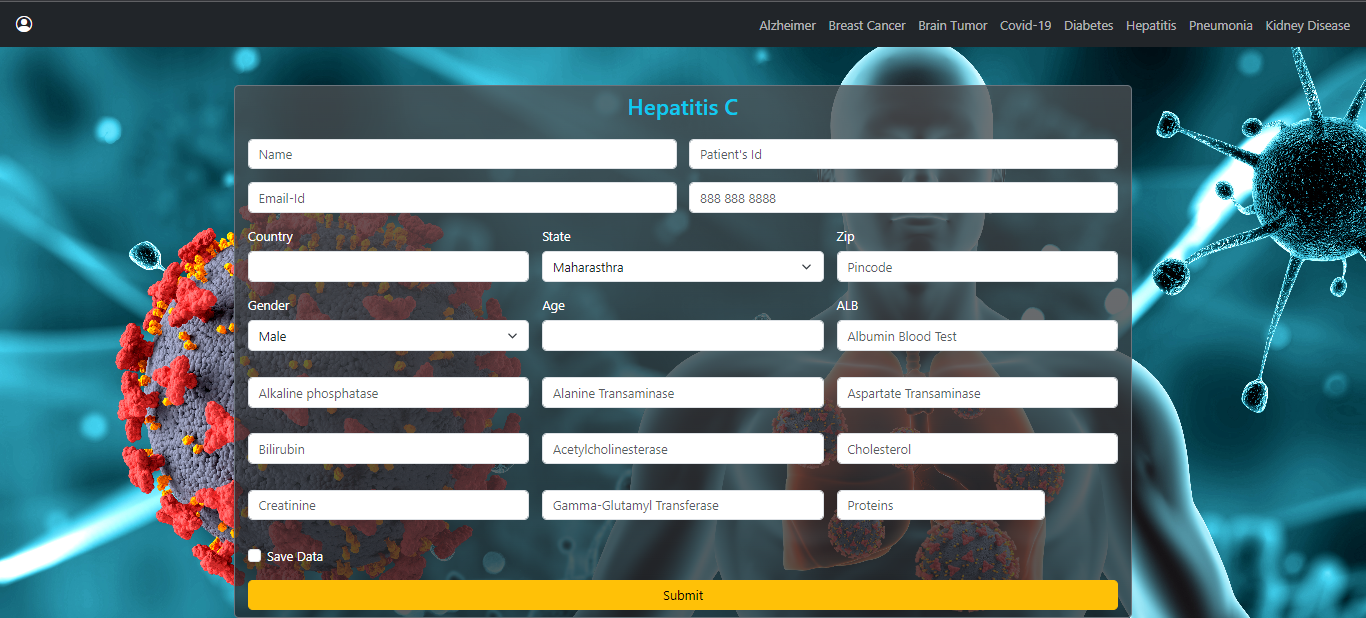 Alzheimer Breast Cancer Brain Tumor Covid-19 Diabetes Hepatitis Pneumonia Kidney Disease
Hepatitis C
Name Patient's Id
Email-Id 888 888 8888
Country State Zip
Maharasthra Pincode
Gender Age ALB
Male Albumin Blood Test
Alkaline phosphatase Alanine Transaminase Aspartate Transaminase
Bilirubin Acetylcholinesterase Cholesterol
Creatinine Gamma-Glutamyl Transferase Proteins
Save Data
Submit